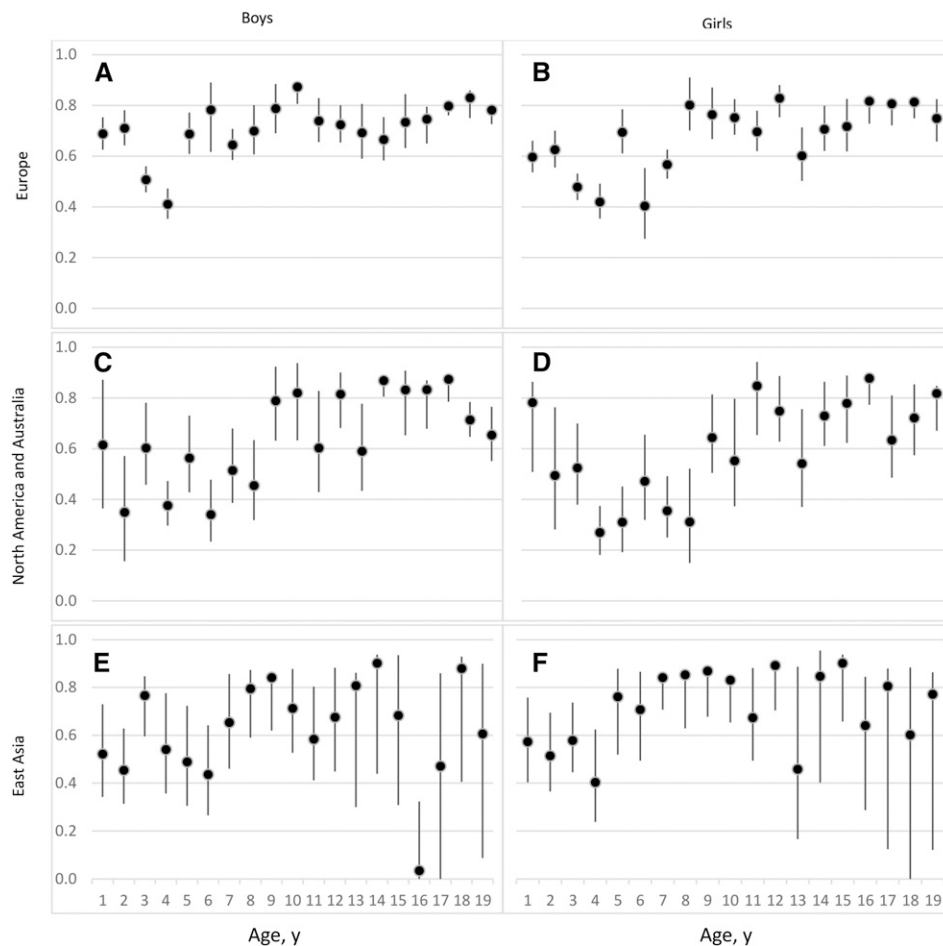 Boys
Girls
A
B
Europe
1.0
0.8
0.6
0.4
0.2
0.0
C
D
North America and Australia
1.0
0.8
0.6
0.4
0.2
0.0
E
F
East Asia
1.0
0.8
0.6
0.4
0.2
0.0
1 2 3 4 5 6 7 8 9 10 11 12 13 14 15 16 17 18 19
1 2 3 4 5 6 7 8 9 10 11 12 13 14 15 16 17 18 19
Age, y
Age, y